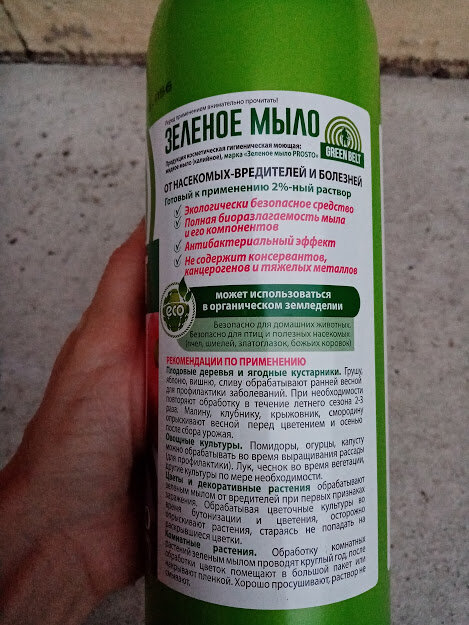 Перед применением внимательно прочитать!
ЗЕЛЕНОЕ МЫЛО
GREEN BELT
Продукция косметическая гигиеническая моющая:
жидкое мыло (калийное), марка «Зеленое мыло PROSTO»
ОТ НАСЕКОМЫХ-ВРЕДИТЕЛЕЙ И БОЛЕЗНЕЙ
Готовый к применению 2%-ный раствор
Экологически безопасное средство
Полная биоразлагаемость мыла
и его компонентов
Антибактериальный эффект
Не содержит консервантов,
канцерогенов и тяжелых металлов
eco
может использоваться
в органическом земледелии
Безопасно для домашних животных.
Безопасно для птиц и полезных насекомых
(пчел, шмелей, златоглазок, божьих коровок)
РЕКОМЕНДАЦИИ ПО ПРИМЕНЕНИЮ
Плодовые деревья и ягодные кустарники. Грушу,
яблоню, вишню, сливу обрабатывают ранней весной
для профилактики заболеваний. При необходимости
повторяют обработку в течение летнего сезона 2-3
раза. Малину, клубнику, крыжовник, смородину
опрыскивают весной перед цветением и осенью
после сбора урожая.
Овощные культуры. Помидоры, огурцы, капусту
можно обрабатывать во время выращивания рассады
(для профилактики). Лук, чеснок во время вегетации,
другие культуры по мере необходимости.
Цветы и декоративные растения обрабатывают
зеленым мылом от вредителей при первых признаках
заражения. Обрабатывая цветочные культуры во
время бутонизации и цветения, осторожно
опрыскивают растения, стараясь не попадать на
раскрывшиеся цветки.
Комнатные растения. Обработку комнатных
растений зеленым мылом проводят круглый год, после
обработки цветок помещают в большой пакет или
накрывают пленкой. Хорошо просушивают, раствор не
смывают.